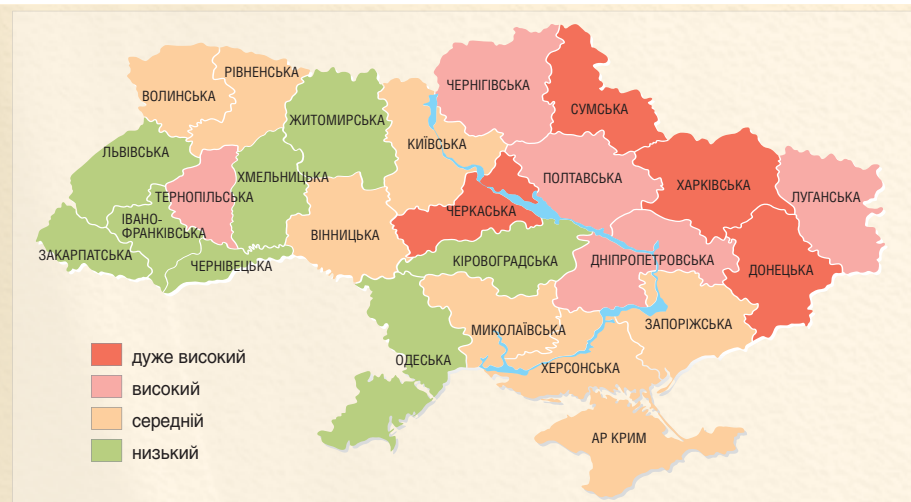 ВОЛИНСЬКА
РІВНЕНСЬКА
ЖИТОМИРСЬКА
КИЇВСЬКА
ЧЕРНІГІВСЬКА
СУМСЬКА
ЛЬВІВСЬКА
ТЕРНОПІЛЬСЬКА
ХМЕЛЬНИЦЬКА
ІВАНО-
ФРАНКІВСЬКА
ЗАКАРПАТСЬКА
ЧЕРНІВЕЦЬКА
ВІННИЦЬКА
ЧЕРКАСЬКА
ПОЛТАВСЬКА
ХАРКІВСЬКА
ЛУГАНСЬКА
КІРОВОГРАДСЬКА
ДНІПРОПЕТРОВСЬКА
ДОНЕЦЬКА
ОДЕСЬКА
МИКОЛАЇВСЬКА
ХЕРСОНСЬКА
ЗАПОРІЖСЬКА
АР КРИМ
дуже високий
високий
середній
низький